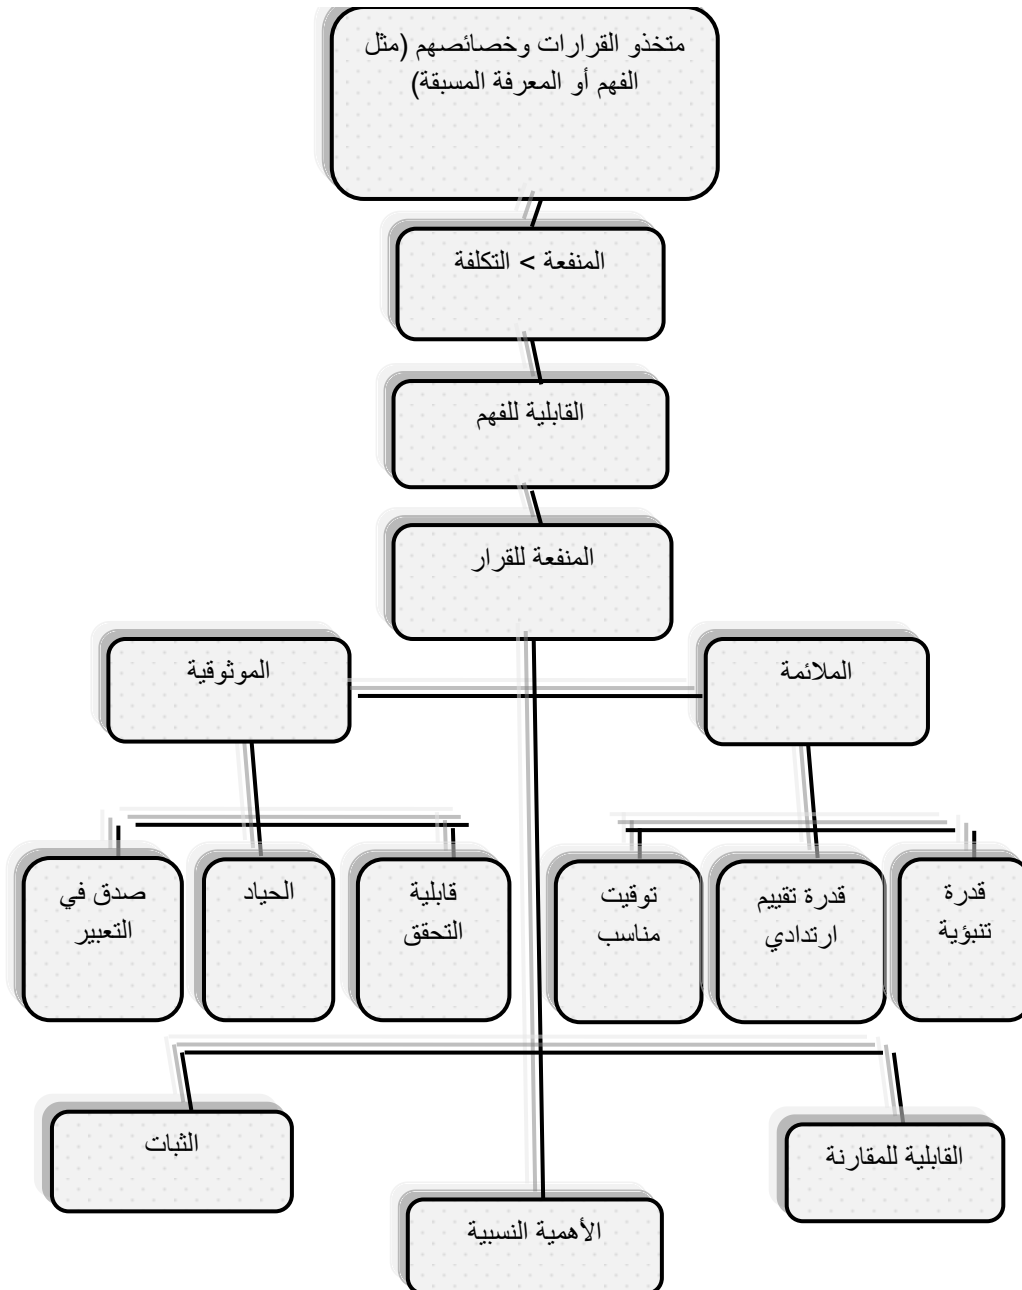 متخذو القرارات وخصائصهم (مثل
الفهم أو المعرفة المسبقة)
المنفعة > التكلفة
القابلية للفهم
المنفعة للقرار
الملائمة
الموثوقية
قدرة
تنبؤية
قدرة تقييم
ارتدادي
توقيت
مناسب
قابلية
التحقق
الحياد
صدق في
التعبير
القابلية للمقارنة
الثبات
الأهمية النسبية